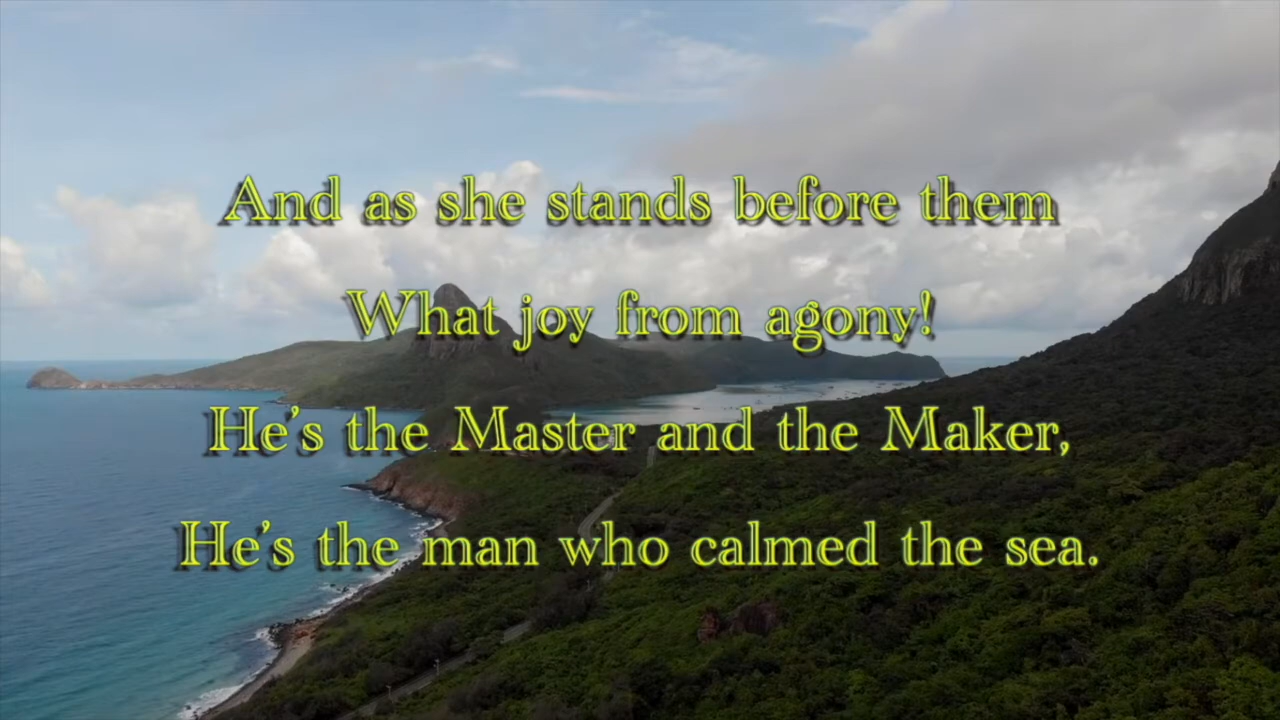 And as she stands before them
What joy from agony!
He's the Master and the Maker,
He's the man who calmed the sea.